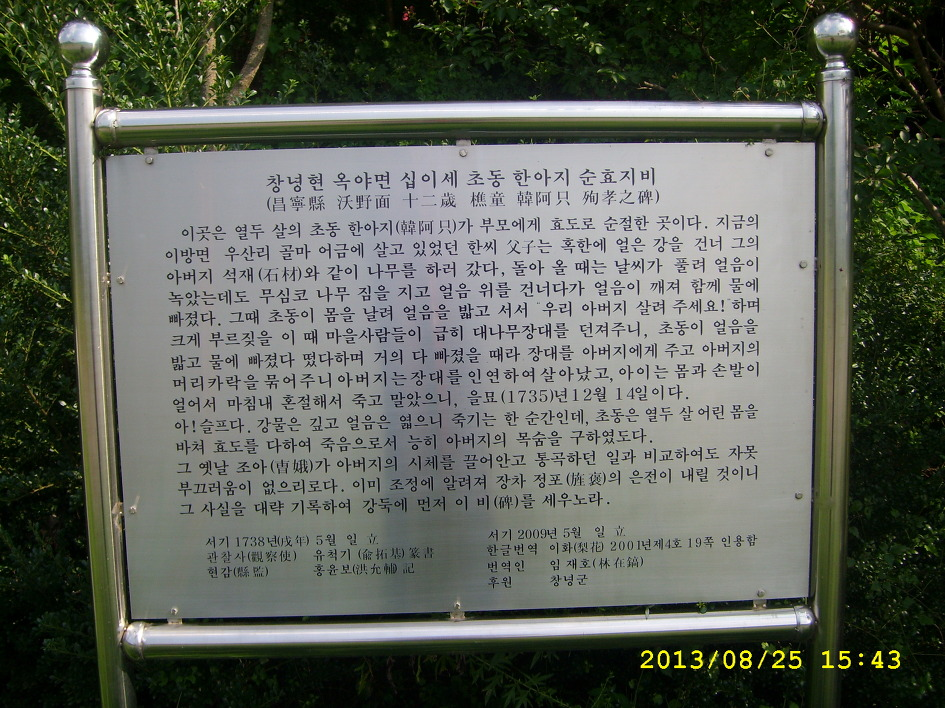 창녕현 옥야면 십이세 초동 한아지 순효지비
(昌寧縣 沃野面 十二歲 樵童 韓阿只 殉孝之碑)
이곳은 열두 살의 초동 한아지(韓阿只)가 부모에게 효도로 순절한 곳이다. 지금의
이방면 우산리 골마 어금에 살고 있었던 한씨 父子는 혹한에 얼은 강을 건너 그의
아버지 석재(石材)와 같이 나무를 하러 갔다, 돌아 올 때는 날씨가 풀려 얼음이
녹았는데도 무심코 나무 짐을 지고 얼음 위를 건너다가 얼음이 깨져 함께 물에
빠졌다. 그때 초동이 몸을 날려 얼음을 밟고 서서 "우리 아버지 살려 주세요!"하며
크게 부르짖을 이 때 마을사람들이 급히 대나무장대를 던져주니, 초동이 얼음을
밟고 물에 빠졌다 떴다하며 거의 다 빠졌을 때라 장대를 아버지에게 주고 아버지의
머리카락을 묶어주니 아버지는 장대를 인연하여 살아났고, 아이는 몸과 손발이
얼어서 마침내 혼절해서 죽고 말았으니, 을묘(1735)년 12월 14일이다.
아!슬프다. 강물은 깊고 얼음은 엷으니 죽기는 한 순간인데, 초동은 열두 살 어린 몸을
바쳐 효도를 다하여 죽음으로서 능히 아버지의 목숨을 구하였도다.
그 옛날 조아(曺娥)가 아버지의 시체를 끌어안고 통곡하던 일과 비교하여도 자못
부끄러움이 없으리로다. 이미 조정에 알려져 장차 정포(旌褒)의 은전이 내릴 것이니
그 사실을 대략 기록하여 강둑에 먼저 이 비(碑)를 세우노라.
서기 1738년(戊午) 5월 일 立
관찰사(觀察使) 유척기(兪拓基) 篆書
현감(縣監) 홍윤보(洪允輔) 記
서기 2009년 5월 일 立
한글번역 이화(梨花) 2001년제4호 19쪽 인용함
번역인 임재호(林在鎬)
후원 창녕군
2013/08/25 15:43